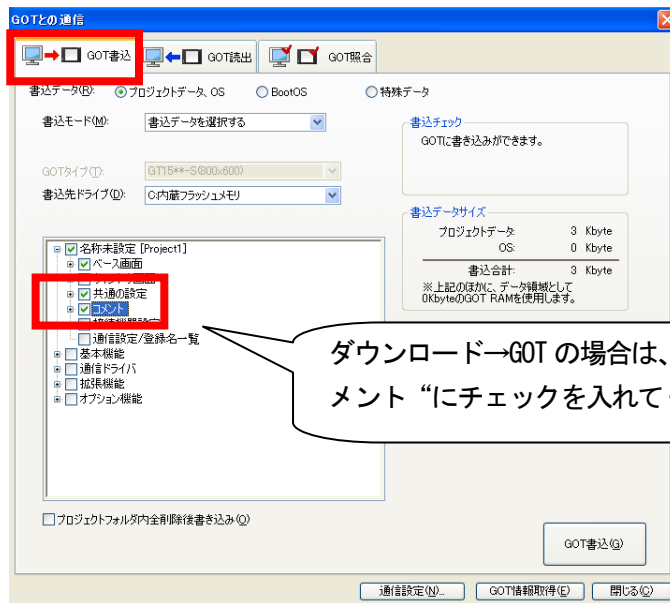 GOTとの通信
GOT書込
GOT読出
GOT照合
書込データ(R):
プロジェクトデータ、OS
BootOS
特殊データ
書込モード(M):
書込データを選択する
GOTタイプ(T):
GT15**-S(800x600)
書込先ドライブ(D):
C:内蔵フラッシュメモリ
書込チェック
GOTに書き込みができます。
書込データサイズ
プロジェクトデータ: 3 Kbyte
OS: 0 Kbyte
書込合計: 3 Kbyte
※上記のほかに、データ領域として
0KbyteのGOT RAMを使用します。
名称未設定 [Project1]
ベース画面
共通の設定
コメント
通信設定/登録名一覧
基本機能
通信ドライバ
拡張機能
オプション機能
ダウンロード→GOT の場合は、
メント“にチェックを入れて
プロジェクトフォルダ内全削除後書き込み(O)
GOT書込(G)
通信設定(N)...
GOT情報取得(E)
閉じる(C)